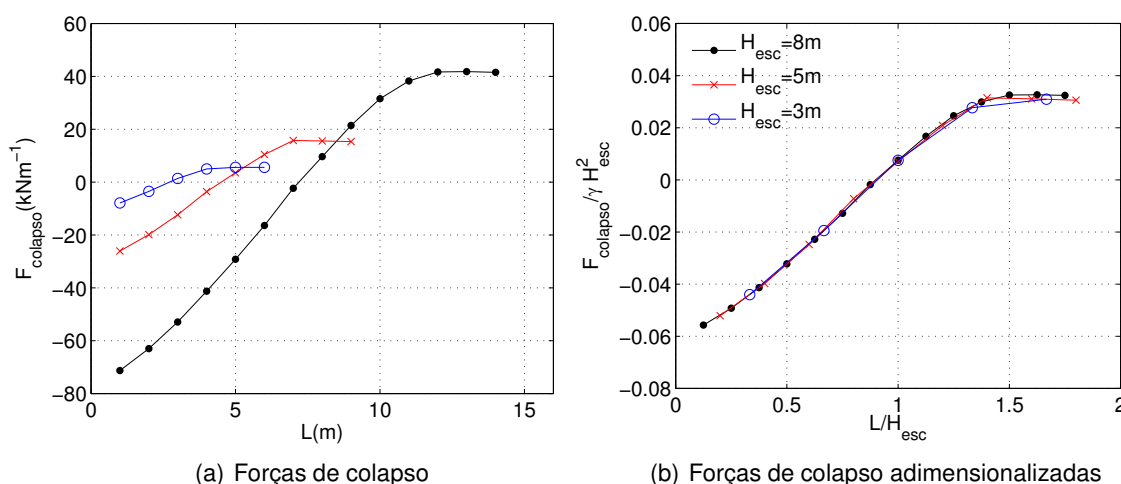 60
40
20
0
−20
−40
−60
−80
F_colapso(kNm⁻¹)
0
5
10
15
L(m)
(a) Forças de colapso
0.06
0.04
0.02
0
−0.02
−0.04
−0.06
−0.08
F_colapso/γ H²_esc
H_esc=8m
H_esc=5m
H_esc=3m
0
0.5
1
1.5
2
L/H_esc
(b) Forças de colapso adimensionalizadas